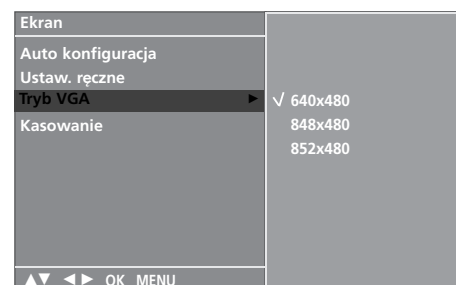 Ekran
Auto konfiguracja
Ustaw. ręczne
Tryb VGA ►
Kasowanie
√ 640x480
848x480
852x480
▲▼ ◄► OK MENU